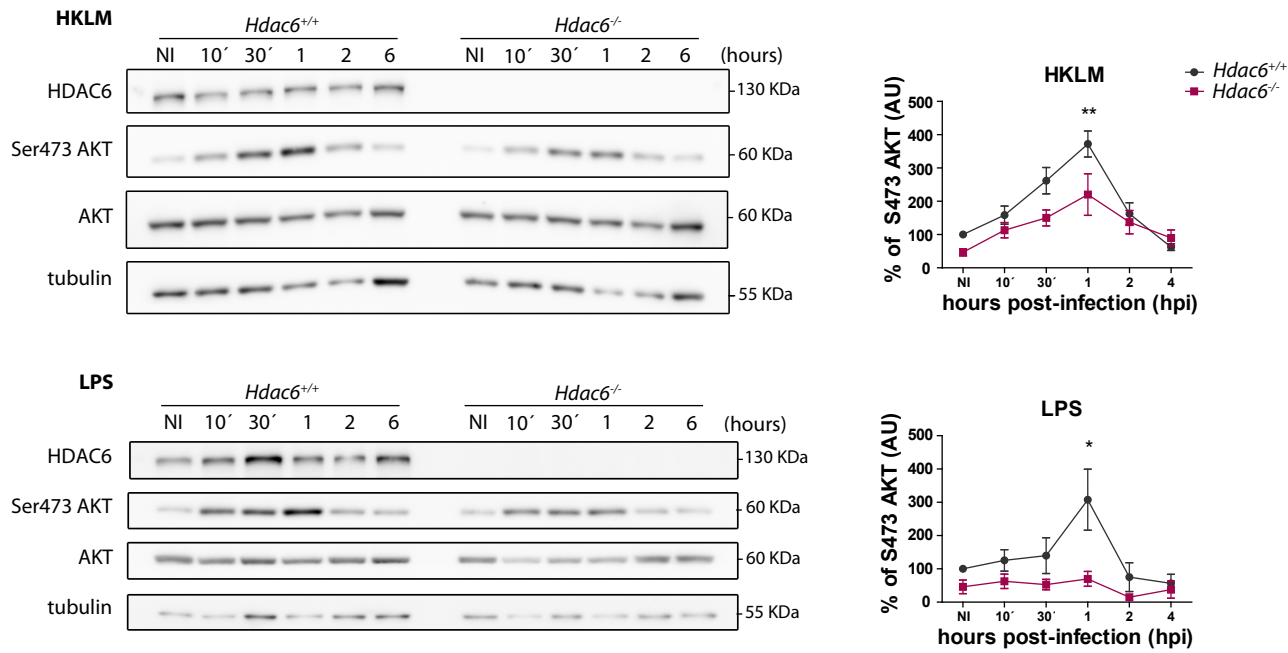 HKLM
Hdac6+/+ Hdac6-/-
NI 10´ 30´ 1 2 6 NI 10´ 30´ 1 2 6 (hours)
HDAC6 130 KDa
Ser473 AKT 60 KDa
AKT 60 KDa
tubulin 55 KDa
HKLM
Hdac6+/+
Hdac6-/-
% of S473 AKT (AU)
500
**
400
300
200
100
0
NI 10´ 30´ 1 2 4
hours post-infection (hpi)
LPS
Hdac6+/+ Hdac6-/-
NI 10´ 30´ 1 2 6 NI 10´ 30´ 1 2 6 (hours)
HDAC6 130 KDa
Ser473 AKT 60 KDa
AKT 60 KDa
tubulin 55 KDa
LPS
% of S473 AKT (AU)
500
*
400
300
200
100
0
NI 10´ 30´ 1 2 4
hours post-infection (hpi)